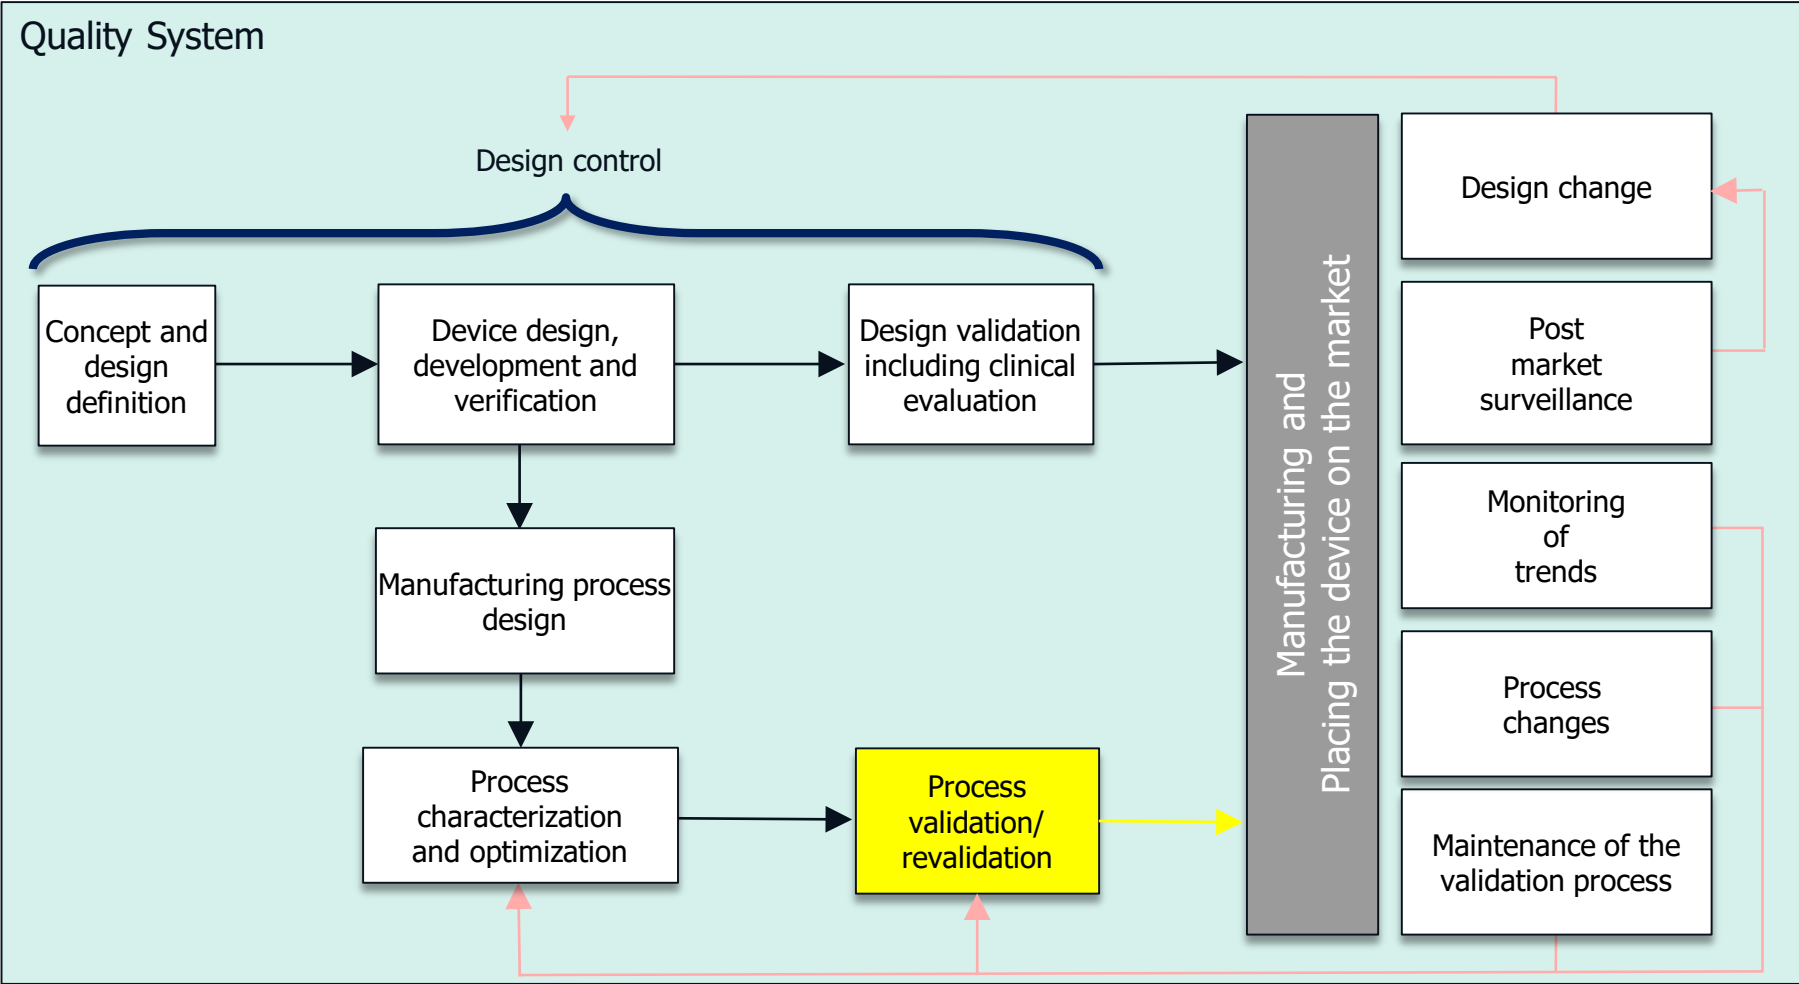 Quality System
Design control
Concept and
design
definition
Device design,
development and
verification
Design validation
including clinical
evaluation
Manufacturing process
design
Process
characterization
and optimization
Process
validation/
revalidation
Manufacturing and
Placing the device on the market
Design change
Post
market
surveillance
Monitoring
of
trends
Process
changes
Maintenance of the
validation process